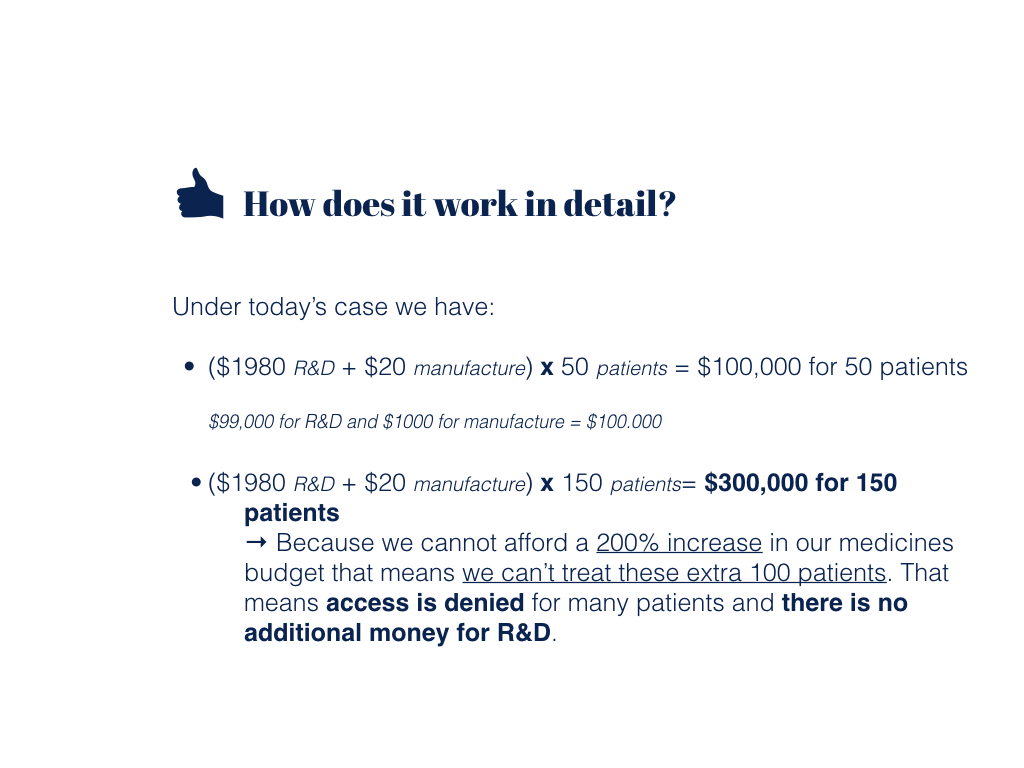 How does it work in detail?
Under today’s case we have:
• ($1980 R&D + $20 manufacture) x 50 patients = $100,000 for 50 patients
$99,000 for R&D and $1000 for manufacture = $100.000
• ($1980 R&D + $20 manufacture) x 150 patients= $300,000 for 150
patients
→ Because we cannot afford a 200% increase in our medicines
budget that means we can’t treat these extra 100 patients. That
means access is denied for many patients and there is no
additional money for R&D.